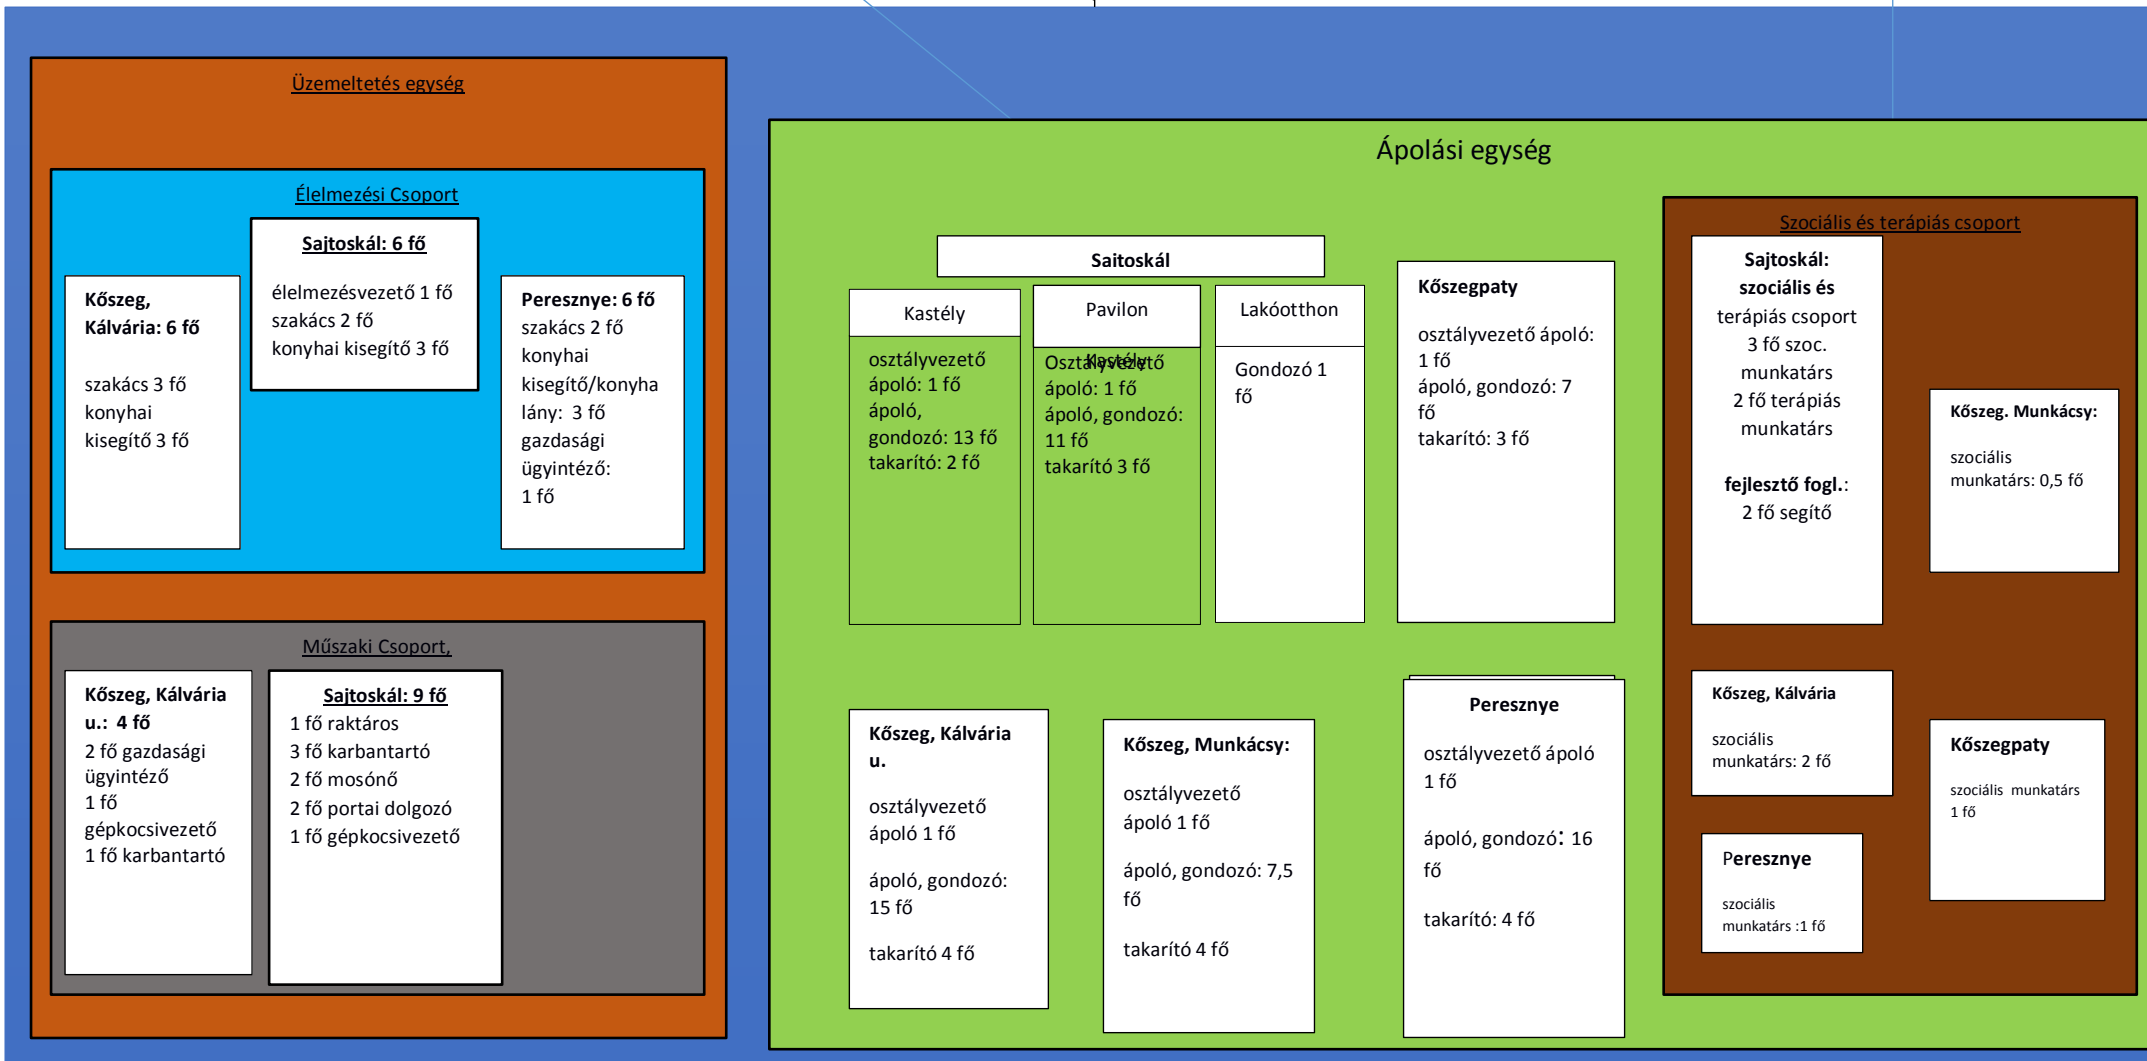 Üzemeltetés egység
Élelmezési Csoport
Sajtoskál: 6 fő
élelmezésvezető 1 fő
szakács 2 fő
konyhai kisegítő 3 fő
Kőszeg,
Kálvária: 6 fő
szakács 3 fő
konyhai
kisegítő 3 fő
Peresznye: 6 fő
szakács 2 fő
konyhai
kisegítő/konyha
lány: 3 fő
gazdasági
ügyintéző:
1 fő
Műszaki Csoport,
Kőszeg, Kálvária
u.: 4 fő
2 fő gazdasági
ügyintéző
1 fő
gépkocsivezető
1 fő karbantartó
Sajtoskál: 9 fő
1 fő raktáros
3 fő karbantartó
2 fő mosónő
2 fő portai dolgozó
1 fő gépkocsivezető
Ápolási egység
Saitoskál
Kastély
osztályvezető
ápoló: 1 fő
ápoló,
gondozó: 13 fő
takarító: 2 fő
Pavilon
Kastély
Osztályvezető
ápoló: 1 fő
ápoló, gondozó:
11 fő
takarító 3 fő
Lakóotthon
Gondozó 1
fő
Kőszegpaty
osztályvezető ápoló:
1 fő
ápoló, gondozó: 7
fő
takarító: 3 fő
Kőszeg, Kálvária
u.
osztályvezető
ápoló 1 fő
ápoló, gondozó:
15 fő
takarító 4 fő
Kőszeg, Munkácsy:
osztályvezető
ápoló 1 fő
ápoló, gondozó: 7,5
fő
takarító 4 fő
Peresznye
osztályvezető ápoló
1 fő
ápoló, gondozó: 16
fő
takarító: 4 fő
Szociális és terápiás csoport
Sajtoskál:
szociális és
terápiás csoport
3 fő szoc.
munkatárs
2 fő terápiás
munkatárs
fejlesztő fogl.:
2 fő segítő
Kőszeg. Munkácsy:
szociális
munkatárs: 0,5 fő
Kőszeg, Kálvária
szociális
munkatárs: 2 fő
Kőszegpaty
szociális munkatárs
1 fő
Peresznye
szociális
munkatárs :1 fő